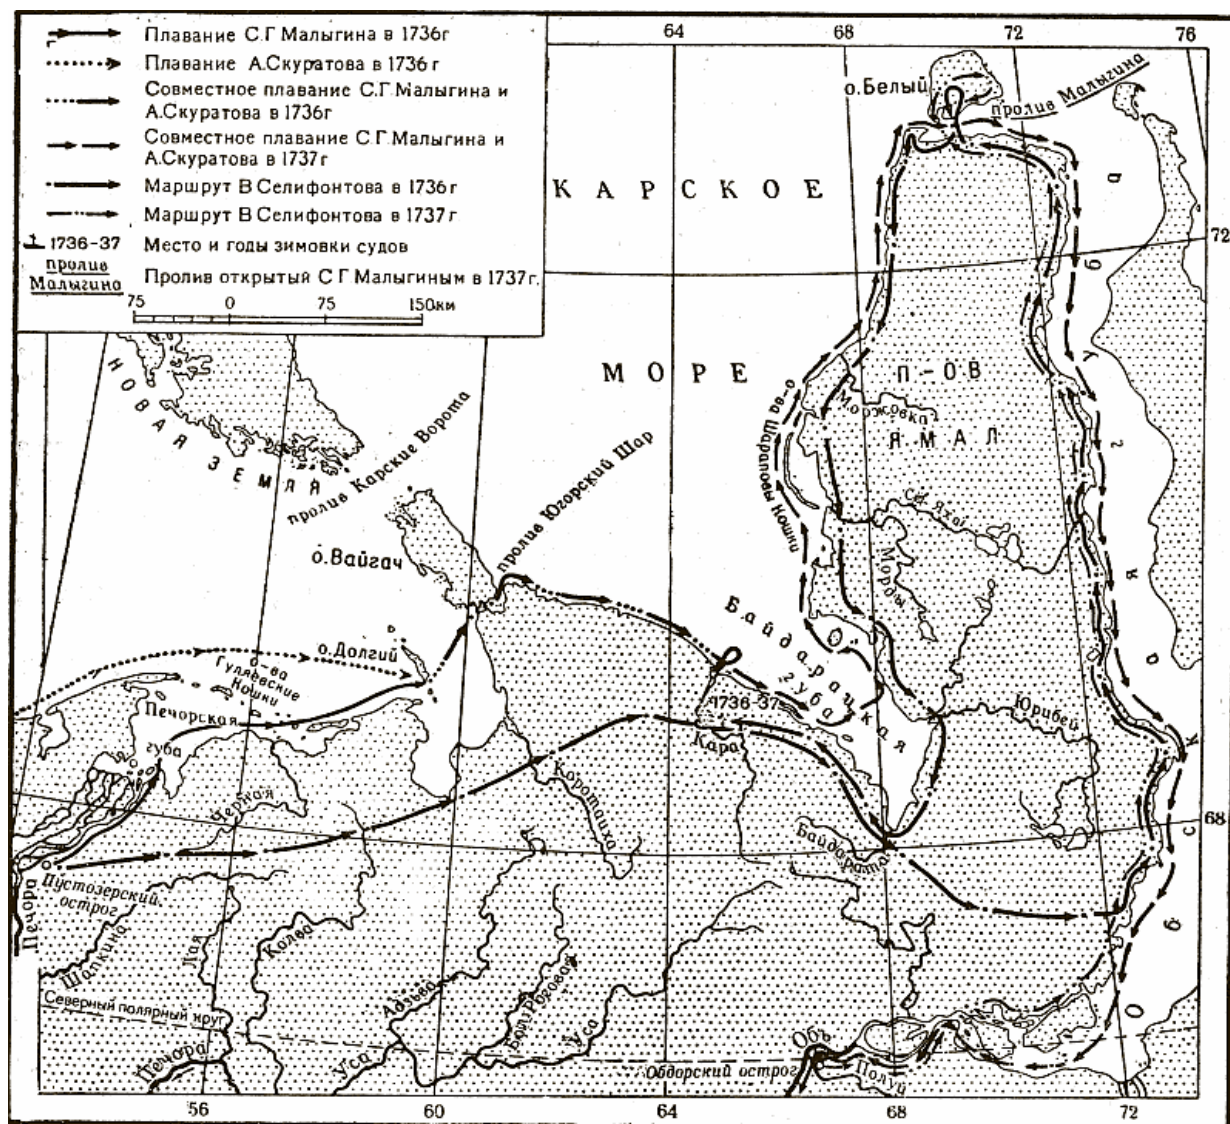 Плавание С.Г Малыгина в 1736г
Плавание А.Скуратова в 1736г
Совместное плавание С.Г.Малыгина и
А.Скуратова в 1736г
Совместное плавание С.Г.Малыгина и
А.Скуратова в 1737г
Маршрут В Селифонтова в 1736г
Маршрут В Селифонтова в 1737г
1736-37 Место и годы зимовки судов
пролив
Малыгина
Пролив открытый С Г Малыгиным в 1737г.
75 0 75 150км
64 68 72 76
о.Белый
пролив Малыгина
КАРСКОЕ
72
МОРЕ
П-ОВ
ЯМАЛ
Моржовка
о-ва Шараповы Кошки
НОВАЯ ЗЕМЛЯ
пролив Карские Ворота
пролив Югорский Шар
о.Вайгач
Се-Яха
Морды
Байдарацкая
губа
о.Долгий
о-ва
Гуляевские
Кошки
Печорская
губа
1736-37
Кара
Юрибей
Обская губа
Черная
Коротаиха
68
Байдарата
Пустозерский
острог
Печора
Шапкина
Лая
Колва
Адзьва
Уса
Северный полярный круг
Печора
Уса
Обь
Обдорский острог
Полуй
56 60 64 68 72